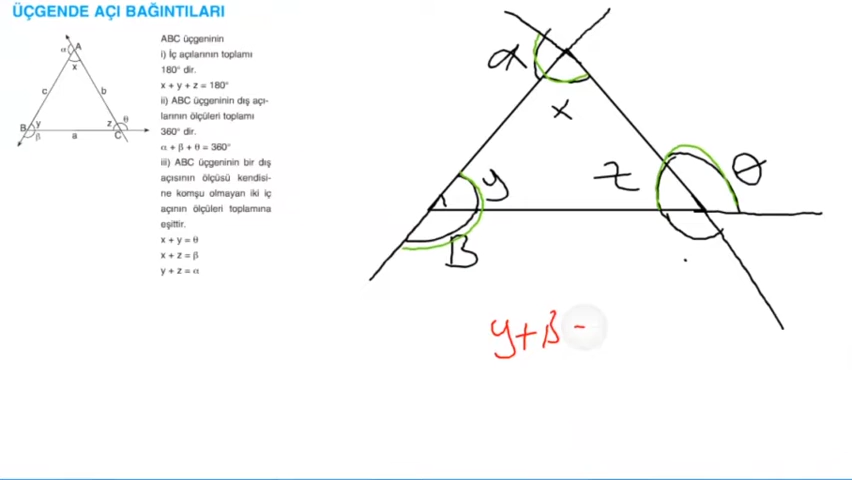 ÜÇGENDE AÇI BAĞINTILARI
α A
x
c b
B y z θ
β a C
ABC üçgeninin
i) İç açılarının toplamı
180° dir.
x + y + z = 180°
ii) ABC üçgeninin dış açı-
larının ölçüleri toplamı
360° dir.
α + β + θ = 360°
iii) ABC üçgeninin bir dış
açısının ölçüsü kendisi-
ne komşu olmayan iki iç
açının ölçüleri toplamına
eşittir.
x + y = θ
x + z = β
y + z = α
α
x
y z θ
B
y+β -